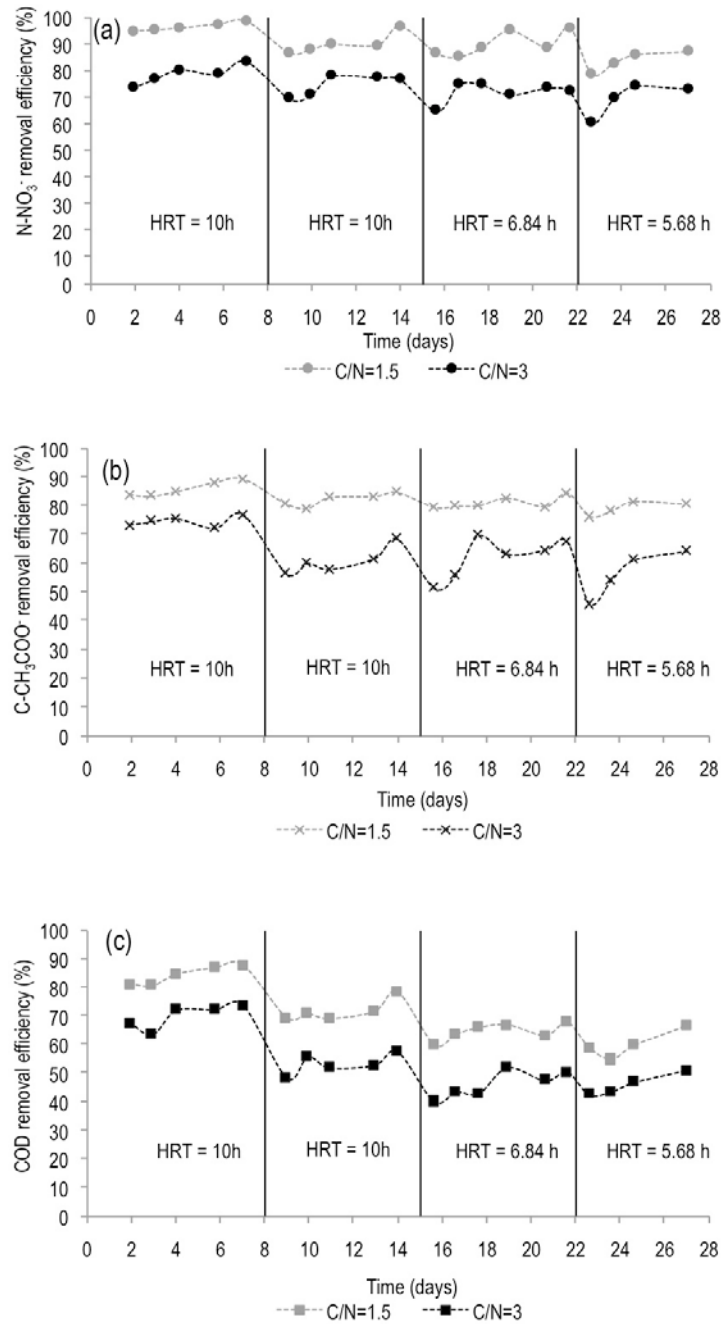 (a)
N-NO₃⁻ removal efficiency (%)
100
90
80
70
60
50
40
30
20
10
0
HRT = 10h HRT = 10h HRT = 6.84 h HRT = 5.68 h
0 2 4 6 8 10 12 14 16 18 20 22 24 26 28
Time (days)
C/N=1.5 C/N=3
(b)
C-CH₃COO⁻ removal efficiency (%)
100
90
80
70
60
50
40
30
20
10
0
HRT = 10h HRT = 10h HRT = 6.84 h HRT = 5.68 h
0 2 4 6 8 10 12 14 16 18 20 22 24 26 28
Time (days)
C/N=1.5 C/N=3
(c)
COD removal efficiency (%)
100
90
80
70
60
50
40
30
20
10
0
HRT = 10h HRT = 10h HRT = 6.84 h HRT = 5.68 h
0 2 4 6 8 10 12 14 16 18 20 22 24 26 28
Time (days)
C/N=1.5 C/N=3